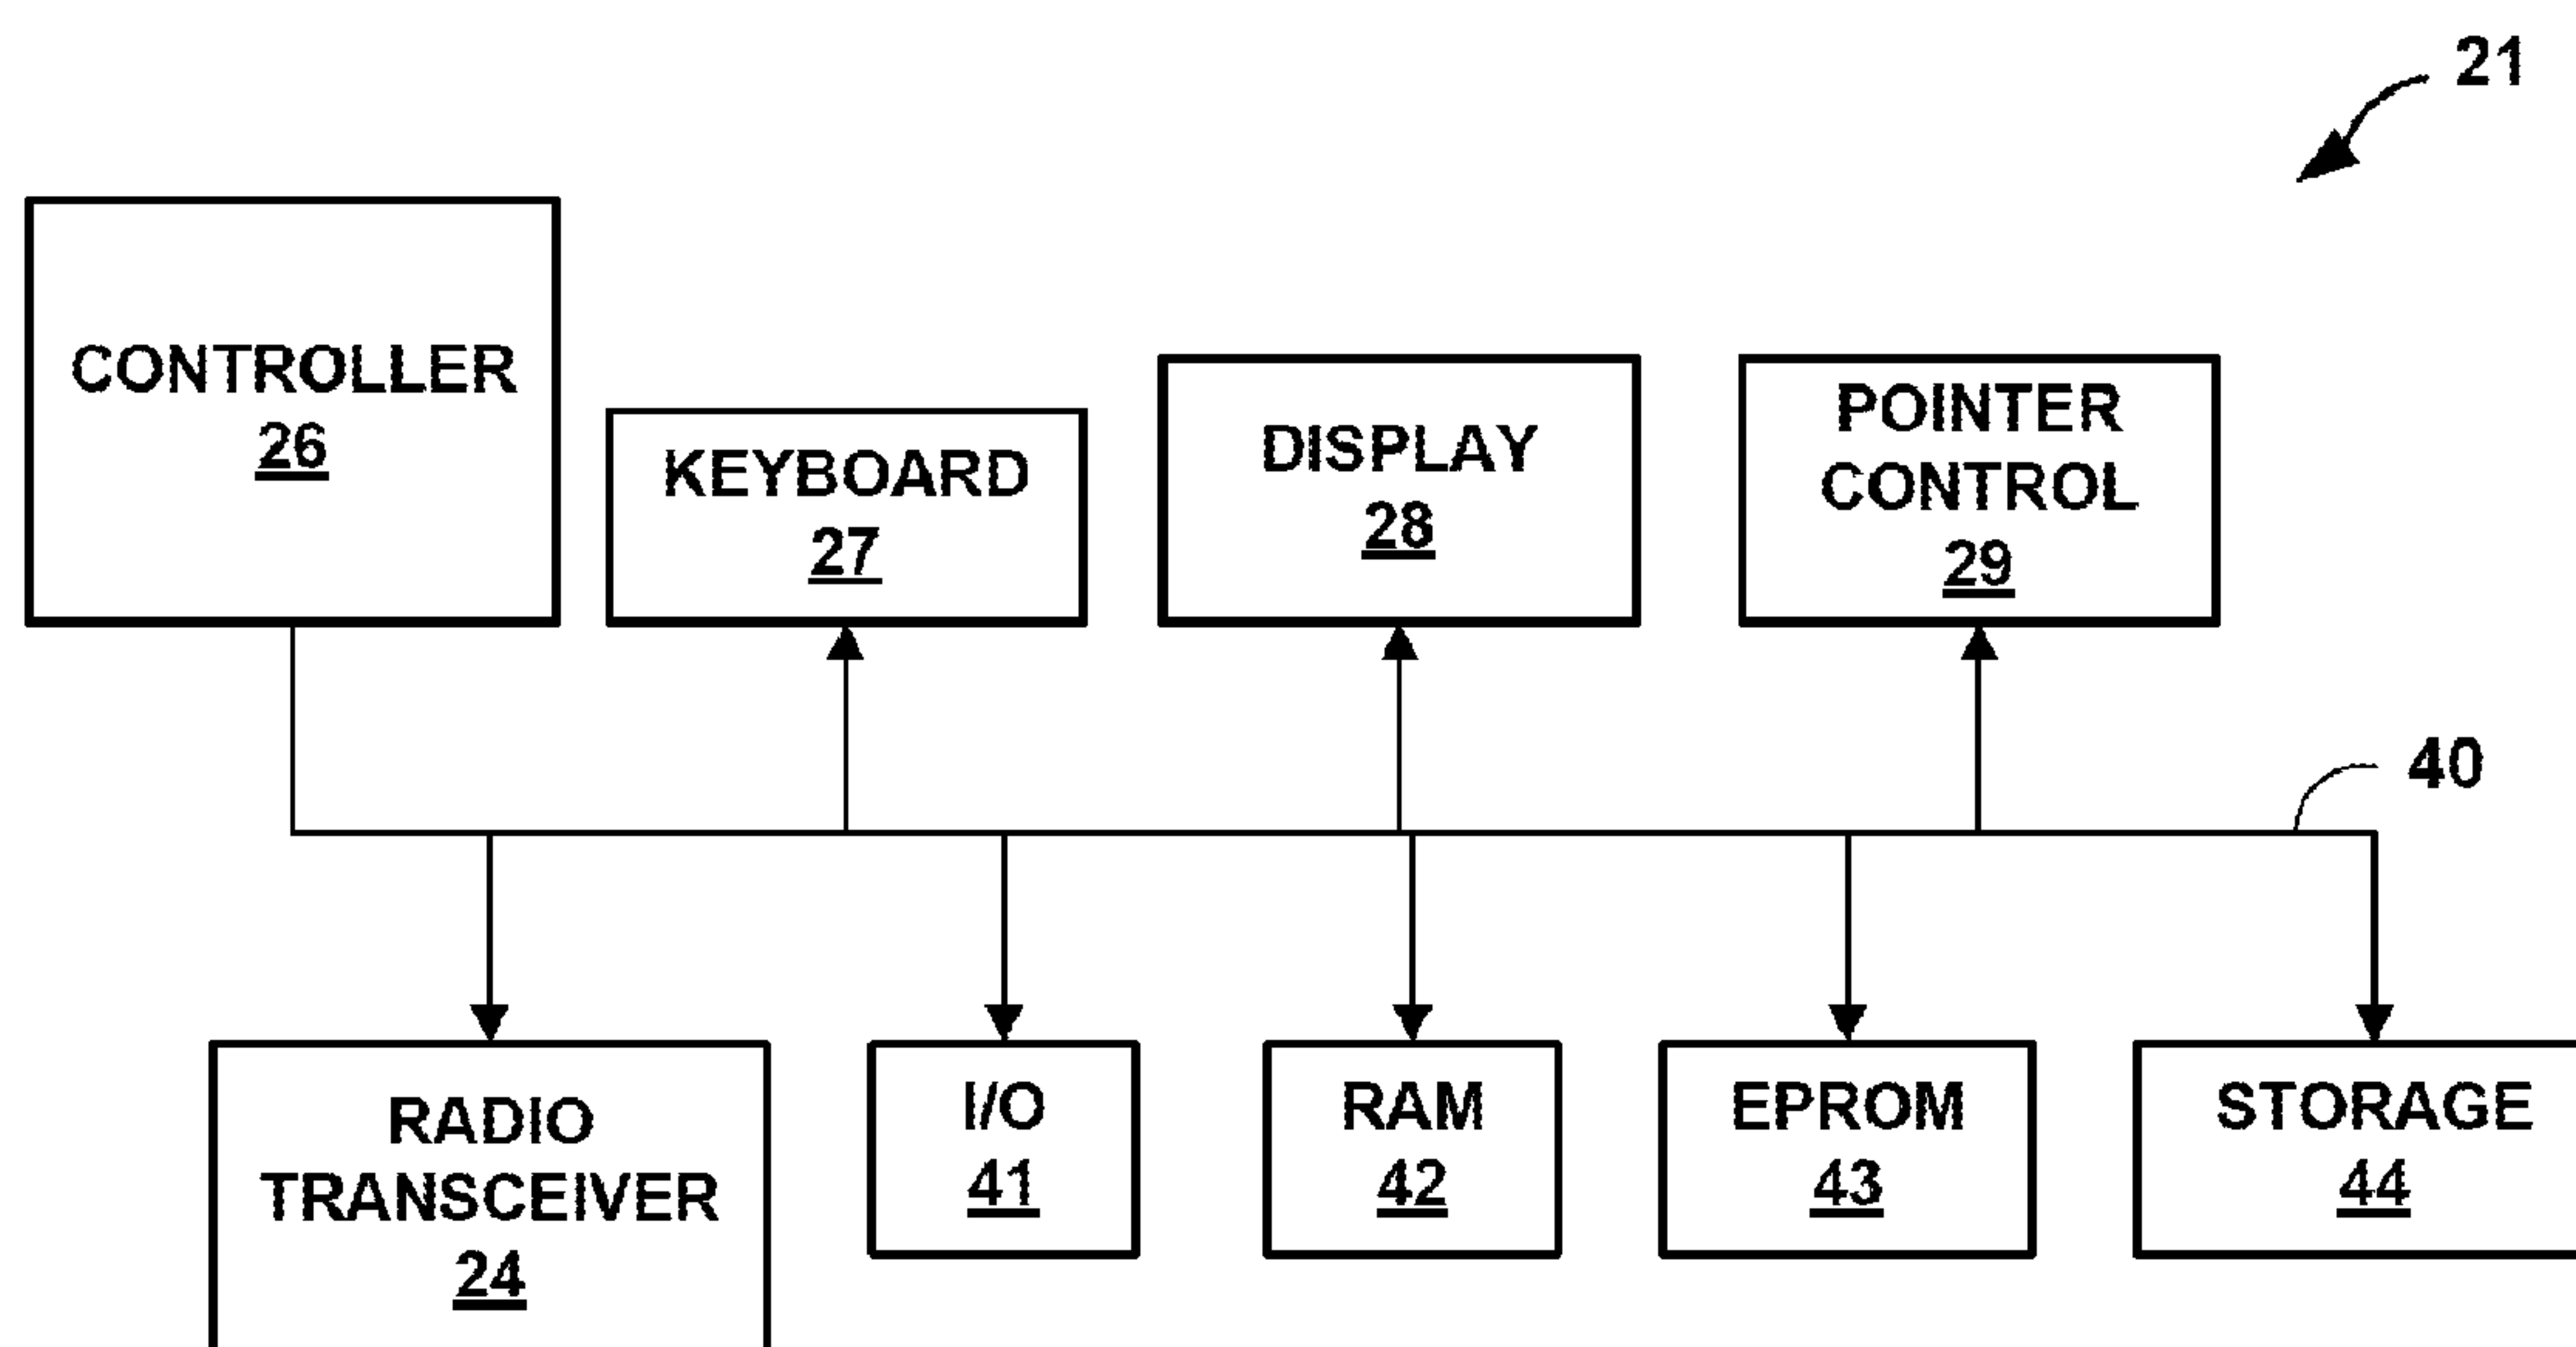 21
CONTROLLER
26
KEYBOARD
27
DISPLAY
28
POINTER
CONTROL
29
40
RADIO
TRANSCEIVER
24
I/O
41
RAM
42
EPROM
43
STORAGE
44